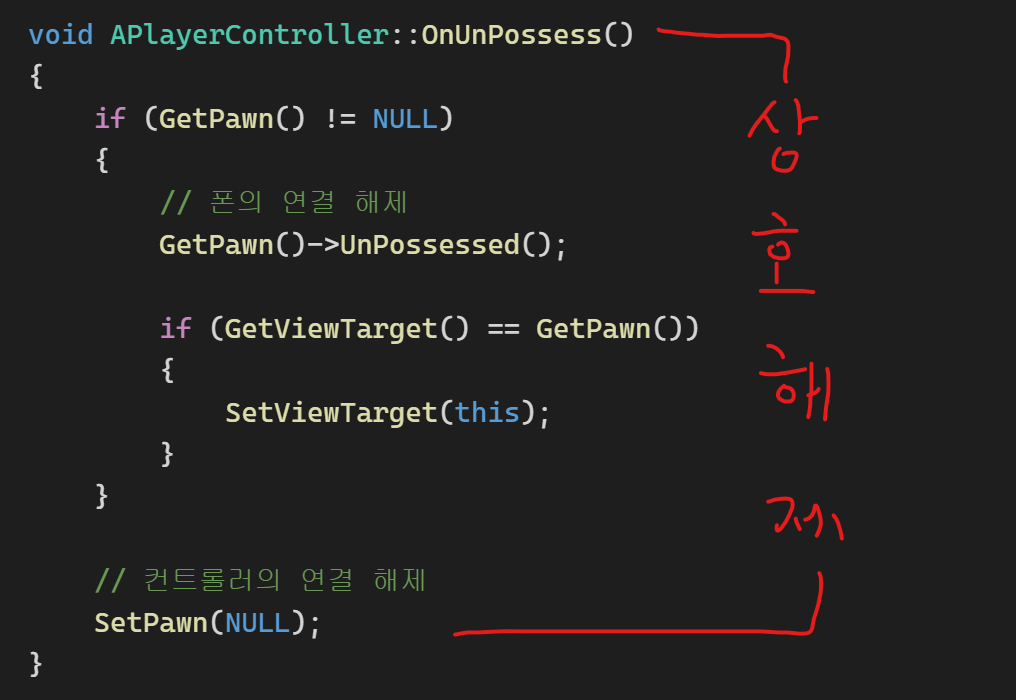 void APlayerController::OnUnPossess()
{
    if (GetPawn() != NULL)
    {
        // 폰의 연결 해제
        GetPawn()->UnPossessed();

        if (GetViewTarget() == GetPawn())
        {
            SetViewTarget(this);
        }
    }

    // 컨트롤러의 연결 해제
    SetPawn(NULL);
}
상
호
해
제